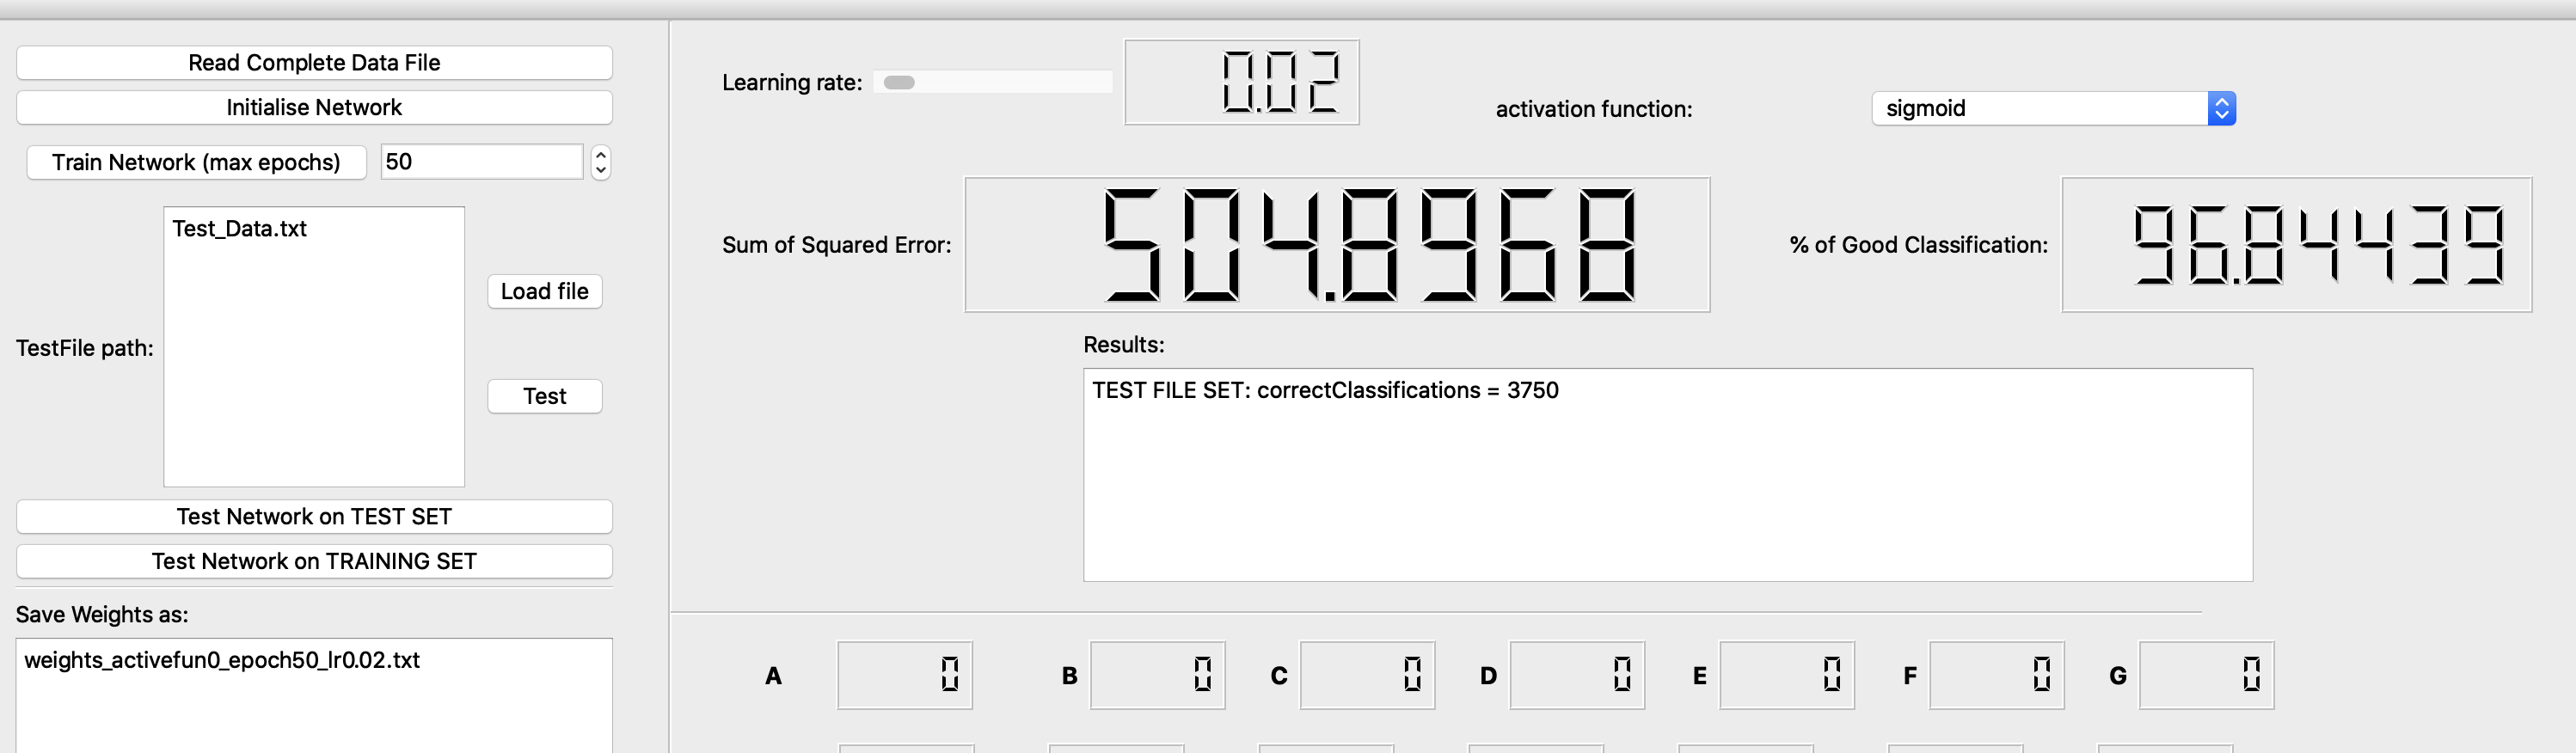 Read Complete Data File
Initialise Network
Train Network (max epochs) 50
Test_Data.txt
TestFile path:
Load file
Test
Test Network on TEST SET
Test Network on TRAINING SET
Save Weights as:
weights_activefun0_epoch50_lr0.02.txt
Learning rate: 0.02
activation function: sigmoid
Sum of Squared Error: 504.8968
% of Good Classification: 96.84439
Results:
TEST FILE SET: correctClassifications = 3750
A 0 B 0 C 0 D 0 E 0 F 0 G 0